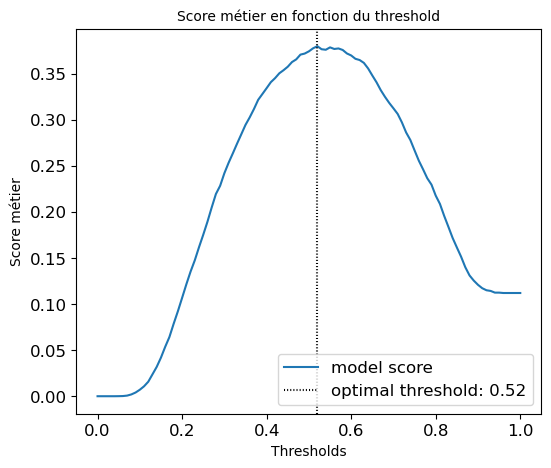 Score métier en fonction du threshold
Score métier
0.35
0.30
0.25
0.20
0.15
0.10
0.05
0.00
model score
optimal threshold: 0.52
0.0 0.2 0.4 0.6 0.8 1.0
Thresholds